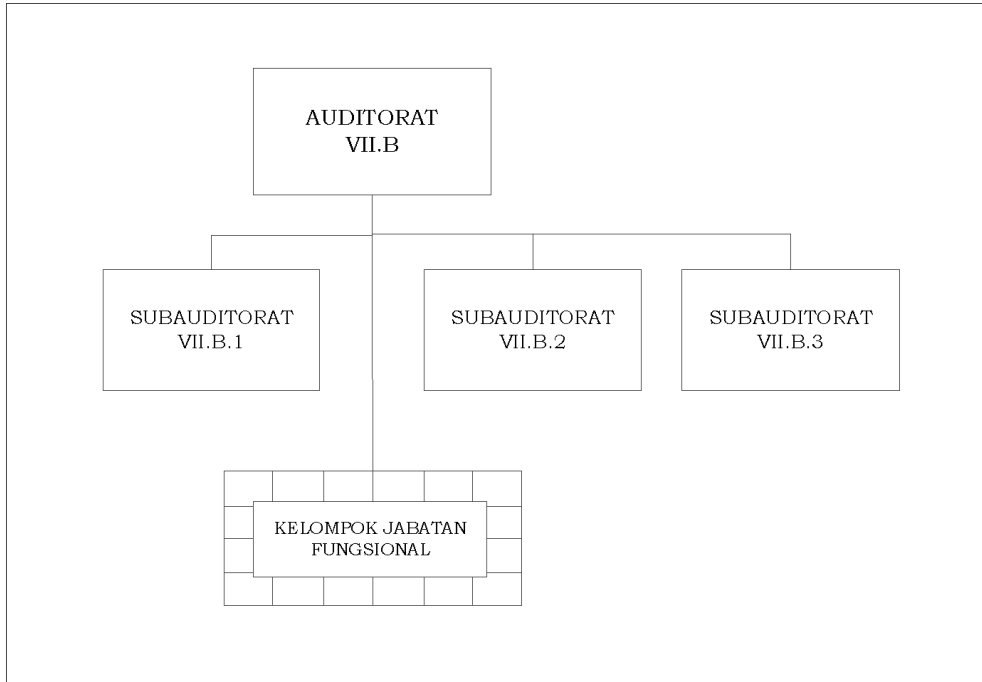 AUDITORAT
VII.B
SUBAUDITORAT
VII.B.1
SUBAUDITORAT
VII.B.2
SUBAUDITORAT
VII.B.3
KELOMPOK JABATAN
FUNGSIONAL